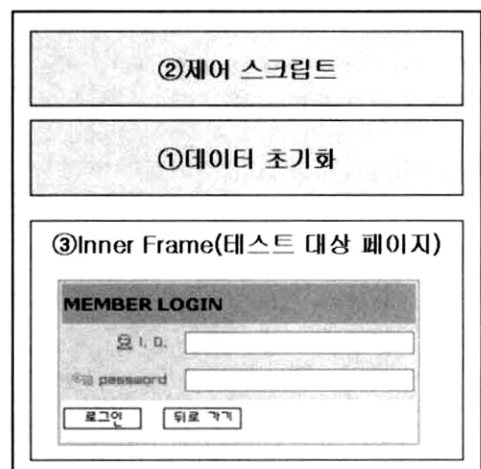 ②제어 스크립트
①데이터 초기화
③Inner Frame(테스트 대상 페이지)
MEMBER LOGIN
I. D.
password
로그인 뒤로 가기